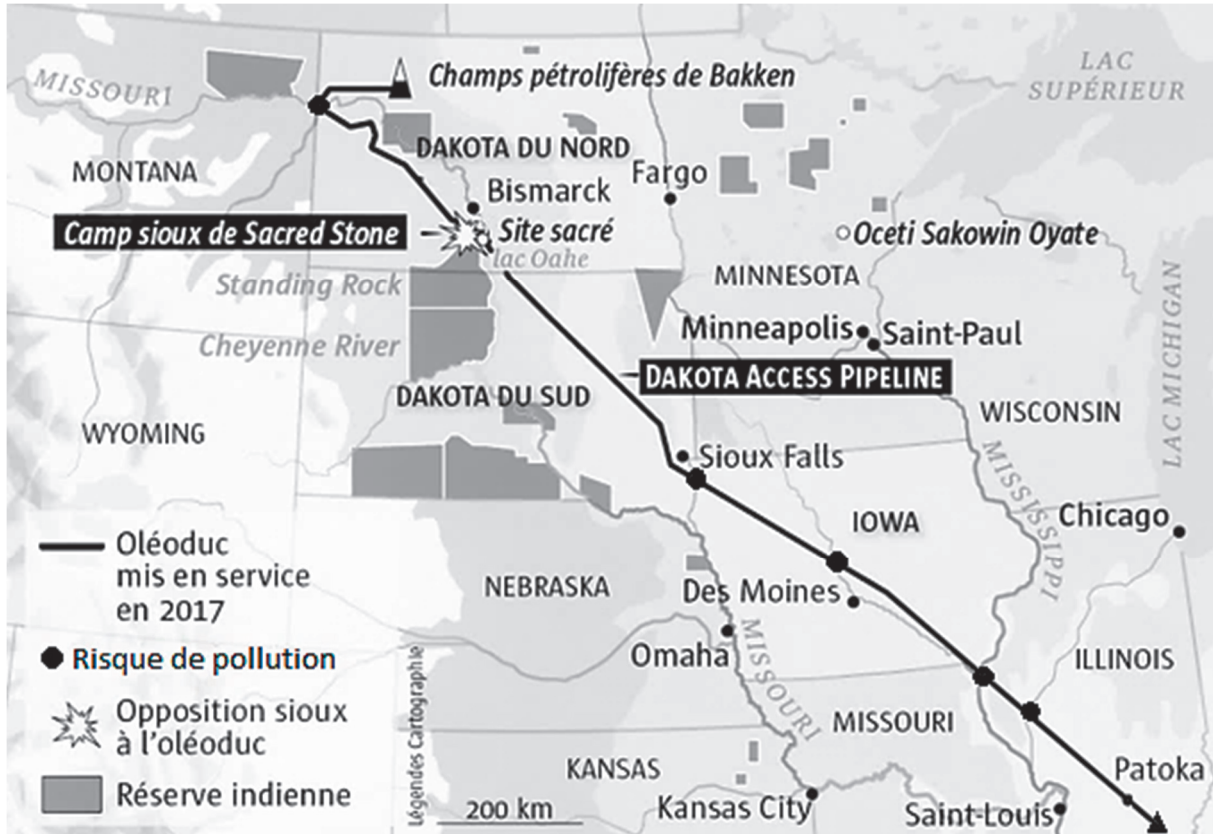 LAC
SUPÉRIEUR
MISSOURI
Champs pétrolifères de Bakken
DAKOTA DU NORD
MONTANA
Fargo
Bismarck
Camp sioux de Sacred Stone
Site sacré
Oceti Sakowin Oyate
lac Oahe
Standing Rock
MINNESOTA
Cheyenne River
Minneapolis
Saint-Paul
DAKOTA ACCESS PIPELINE
DAKOTA DU SUD
WISCONSIN
LAC MICHIGAN
WYOMING
Sioux Falls
MISSISSIPPI
IOWA
Chicago
Oléoduc
mis en service
en 2017
NEBRASKA
Des Moines
Risque de pollution
Omaha
MISSOURI
ILLINOIS
Opposition sioux
à l'oléoduc
MISSOURI
KANSAS
Patoka
Réserve indienne
Légendes Cartographie
200 km
Kansas City
Saint-Louis